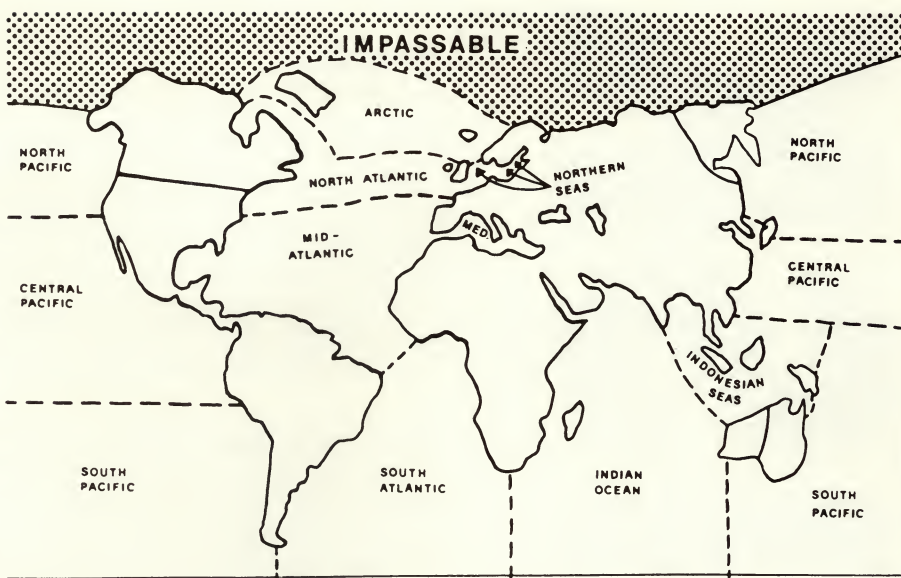 IMPASSABLE
ARCTIC
NORTH
PACIFIC
NORTH ATLANTIC
NORTHERN
SEAS
NORTH
PACIFIC
MED.
MID-
ATLANTIC
CENTRAL
PACIFIC
CENTRAL
PACIFIC
INDONESIAN
SEAS
SOUTH
PACIFIC
SOUTH
ATLANTIC
INDIAN
OCEAN
SOUTH
PACIFIC